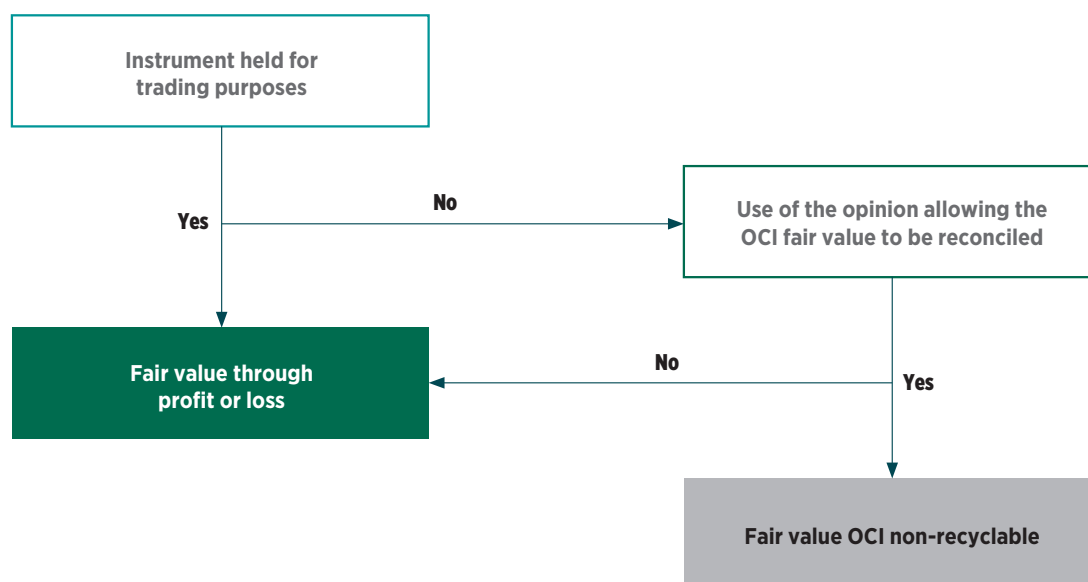 Instrument held for
trading purposes
Yes
No
Use of the opinion allowing the
OCI fair value to be reconciled
Fair value through
profit or loss
No
Yes
Fair value OCI non-recyclable